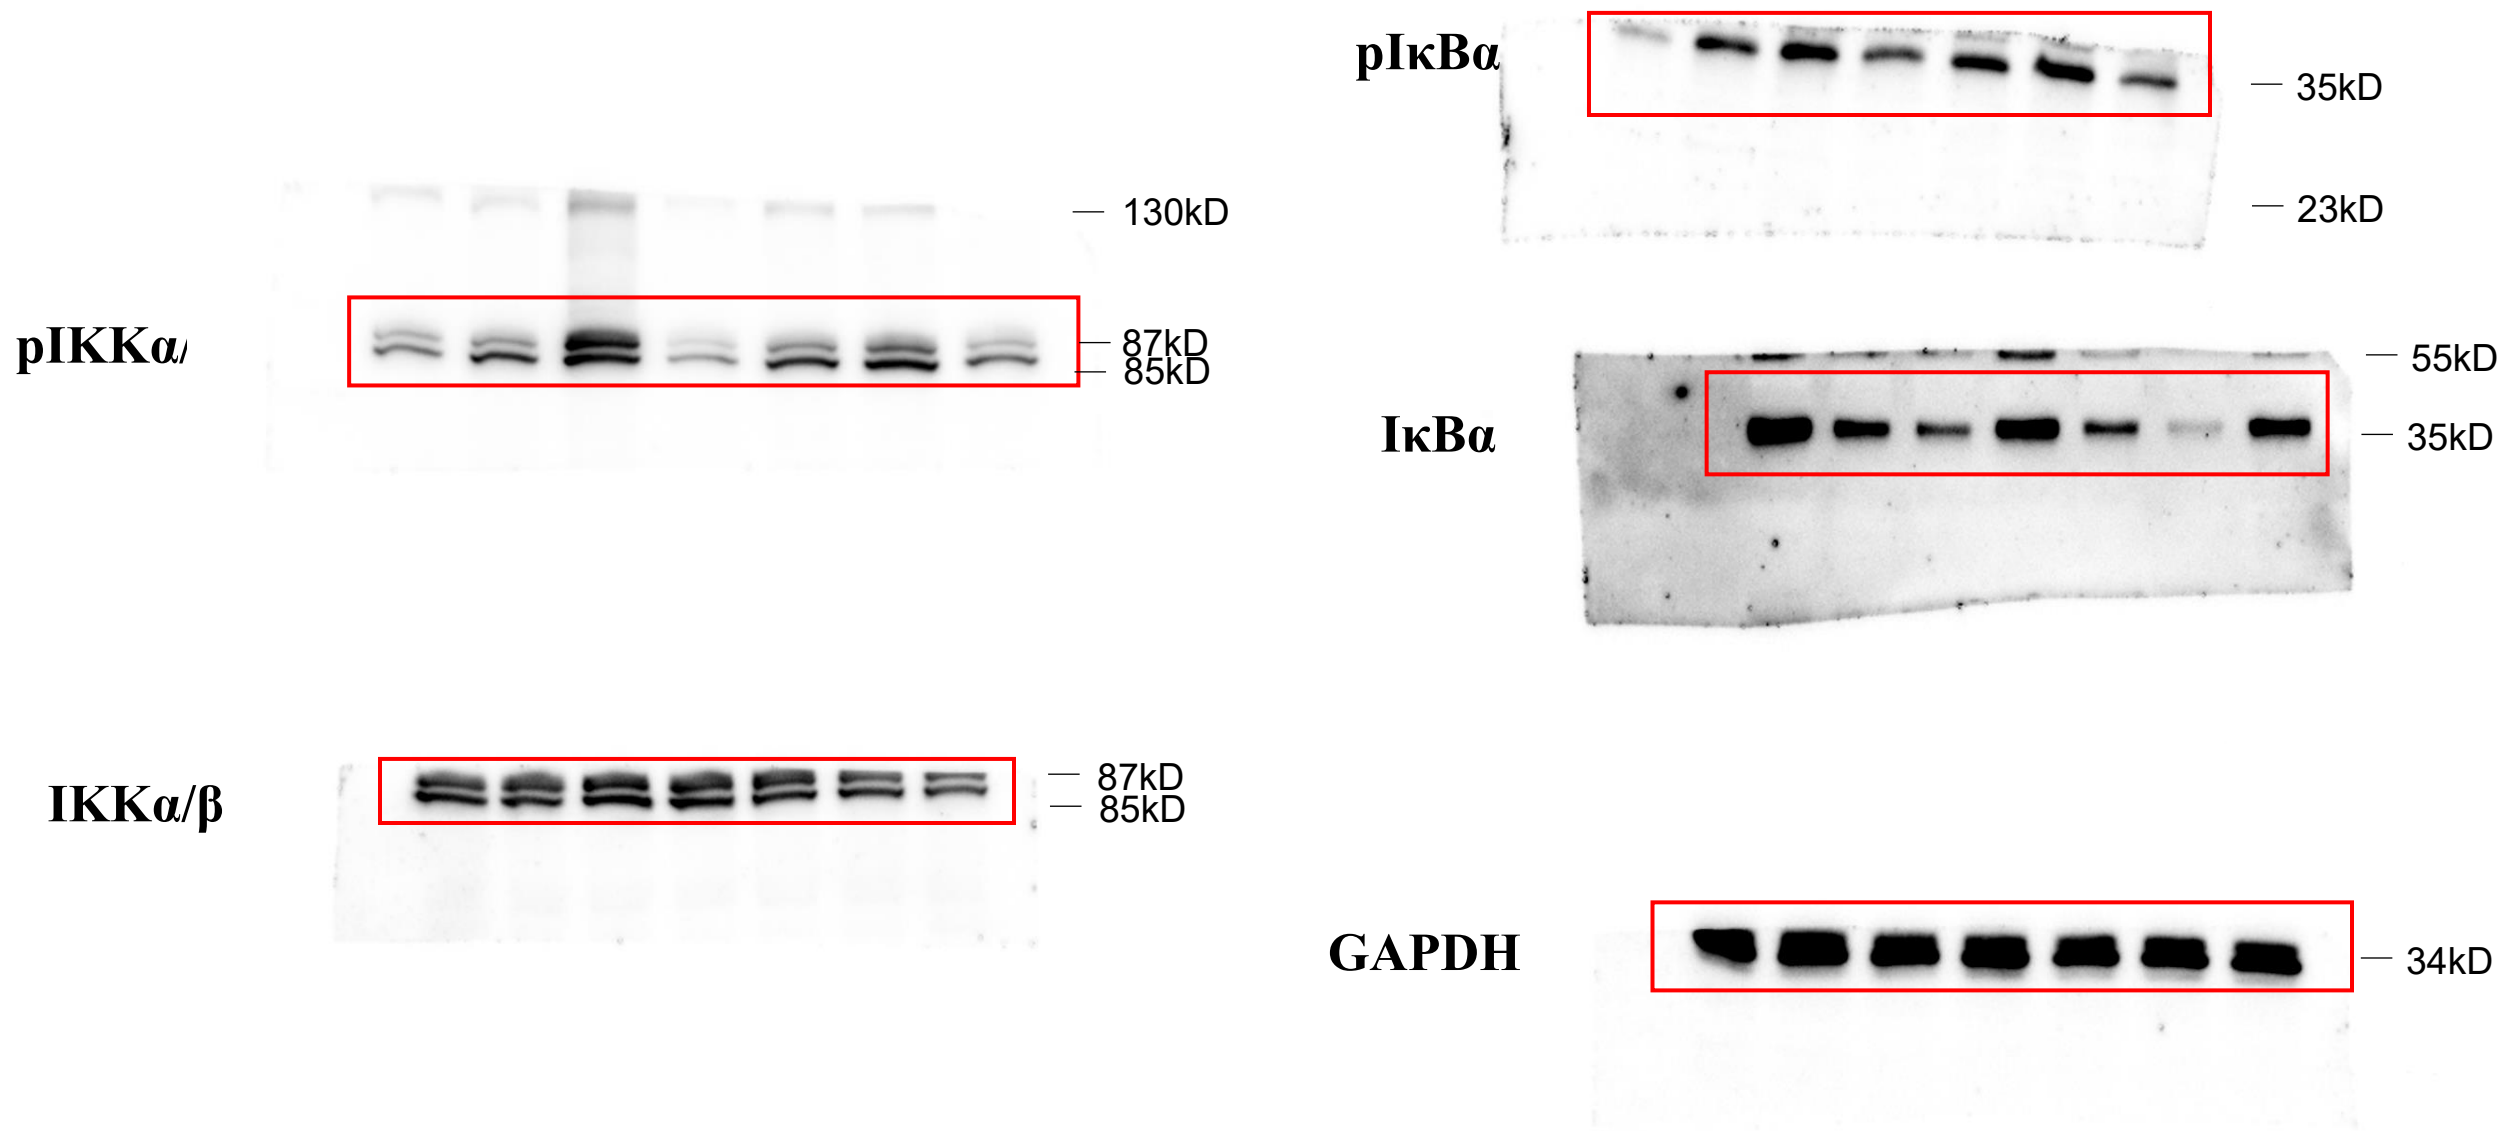 pIKKα/
130kD
87kD
85kD
IKKα/β
87kD
85kD
pIκBα
35kD
23kD
IκBα
55kD
35kD
GAPDH
34kD